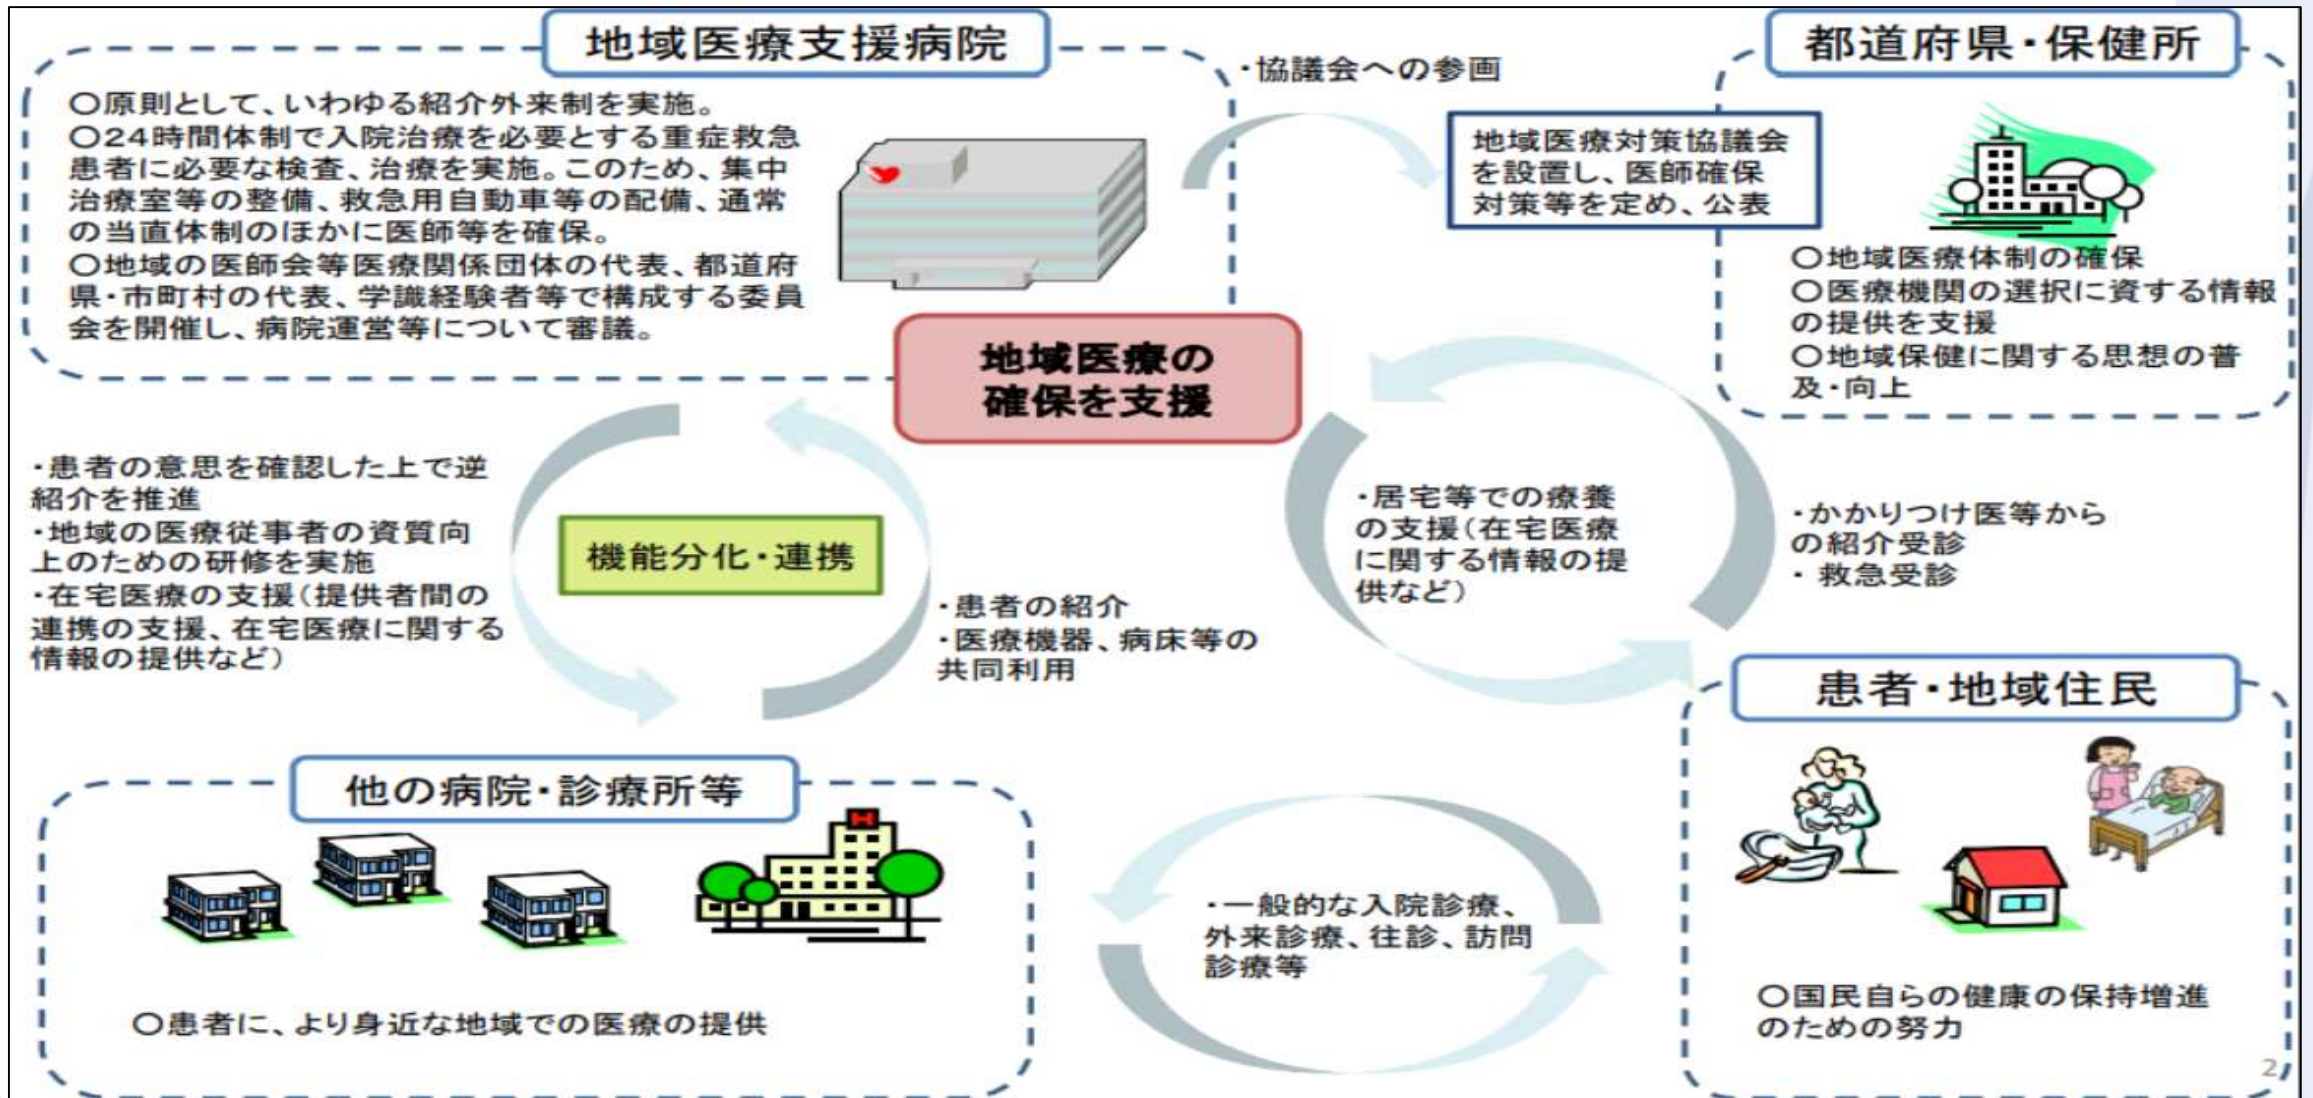 地域医療支援病院
〇原則として、いわゆる紹介外来制を実施。
〇24時間体制で入院治療を必要とする重症救急
患者に必要な検査、治療を実施。このため、集中
治療室等の整備、救急用自動車等の配備、通常
の当直体制のほかに医師等を確保。
〇地域の医師会等医療関係団体の代表、都道府
県・市町村の代表、学識経験者等で構成する委員
会を開催し、病院運営等について審議。
・協議会への参画
都道府県・保健所
地域医療対策協議会
を設置し、医師確保
対策等を定め、公表
〇地域医療体制の確保
〇医療機関の選択に資する情報
の提供を支援
〇地域保健に関する思想の普
及・向上
地域医療の
確保を支援
・患者の意思を確認した上で逆
紹介を推進
・地域の医療従事者の資質向
上のための研修を実施
・在宅医療の支援(提供者間の
連携の支援、在宅医療に関する
情報の提供など)
機能分化・連携
・患者の紹介
・医療機器、病床等の
共同利用
・居宅等での療養
の支援(在宅医療
に関する情報の提
供など)
・かかりつけ医等から
の紹介受診
・救急受診
他の病院・診療所等
H
〇患者に、より身近な地域での医療の提供
・一般的な入院診療、
外来診療、往診、訪問
診療等
患者・地域住民
〇国民自らの健康の保持増進
のための努力
2